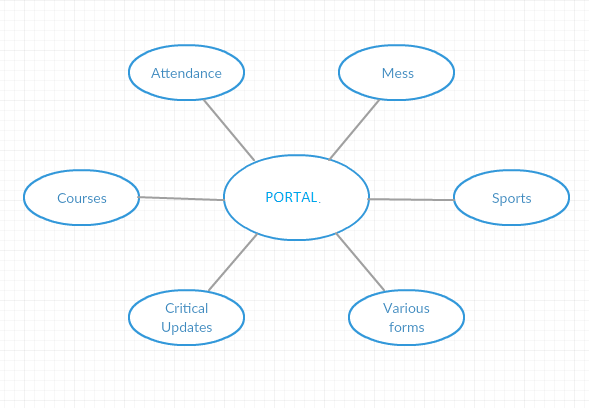 Attendance
Mess
Courses
PORTAL.
Sports
Critical
Updates
Various
forms